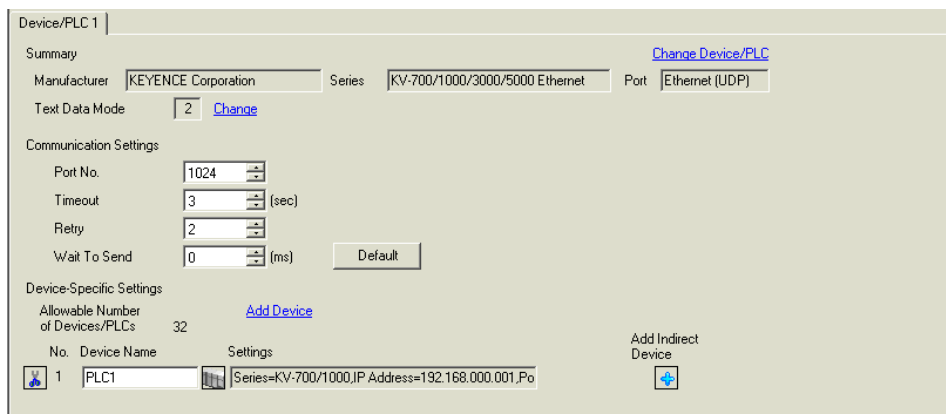 Device/PLC 1
Summary Change Device/PLC
Manufacturer KEYENCE Corporation Series KV-700/1000/3000/5000 Ethernet Port Ethernet (UDP)
Text Data Mode 2 Change
Communication Settings
Port No. 1024
Timeout 3 (sec)
Retry 2
Wait To Send 0 (ms) Default
Device-Specific Settings
Allowable Number Add Device
of Devices/PLCs 32
Add Indirect
No. Device Name Settings Device
1 PLC1 Series=KV-700/1000,IP Address=192.168.000.001,Po